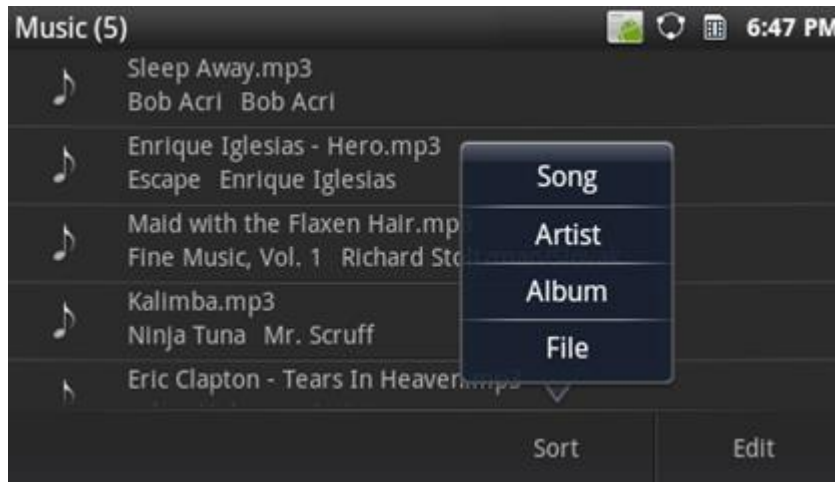 Music (5)
6:47 PM
Sleep Away.mp3
Bob Acri Bob Acri
Enrique Iglesias - Hero.mp3
Escape Enrique Iglesias
Maid with the Flaxen Hair.mp
Fine Music, Vol. 1 Richard
Kalimba.mp3
Ninja Tuna Mr. Scruff
Eric Clapton - Tears In Heaven.mp3
Song
Artist
Album
File
Sort
Edit